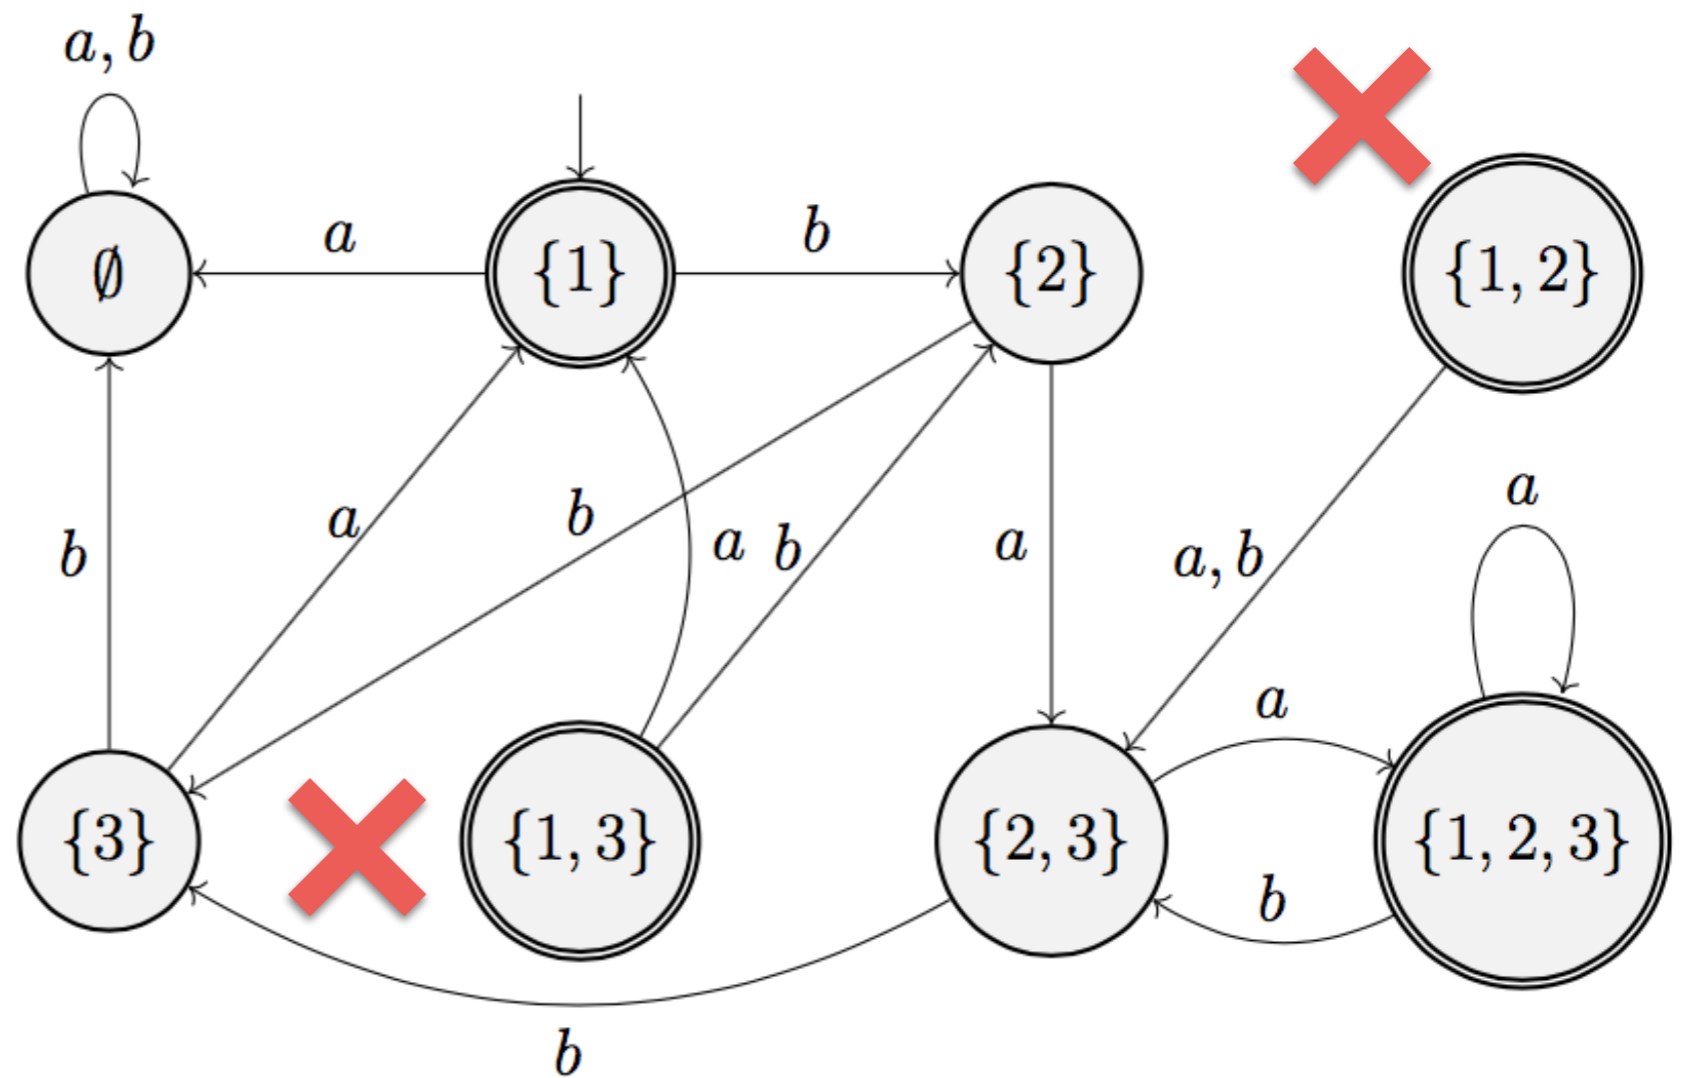 a, b
a
b
∅
{1}
{2}
{1, 2}
a
b
a
b
a
b
a
a, b
a
{3}
{1, 3}
{2, 3}
{1, 2, 3}
b
b